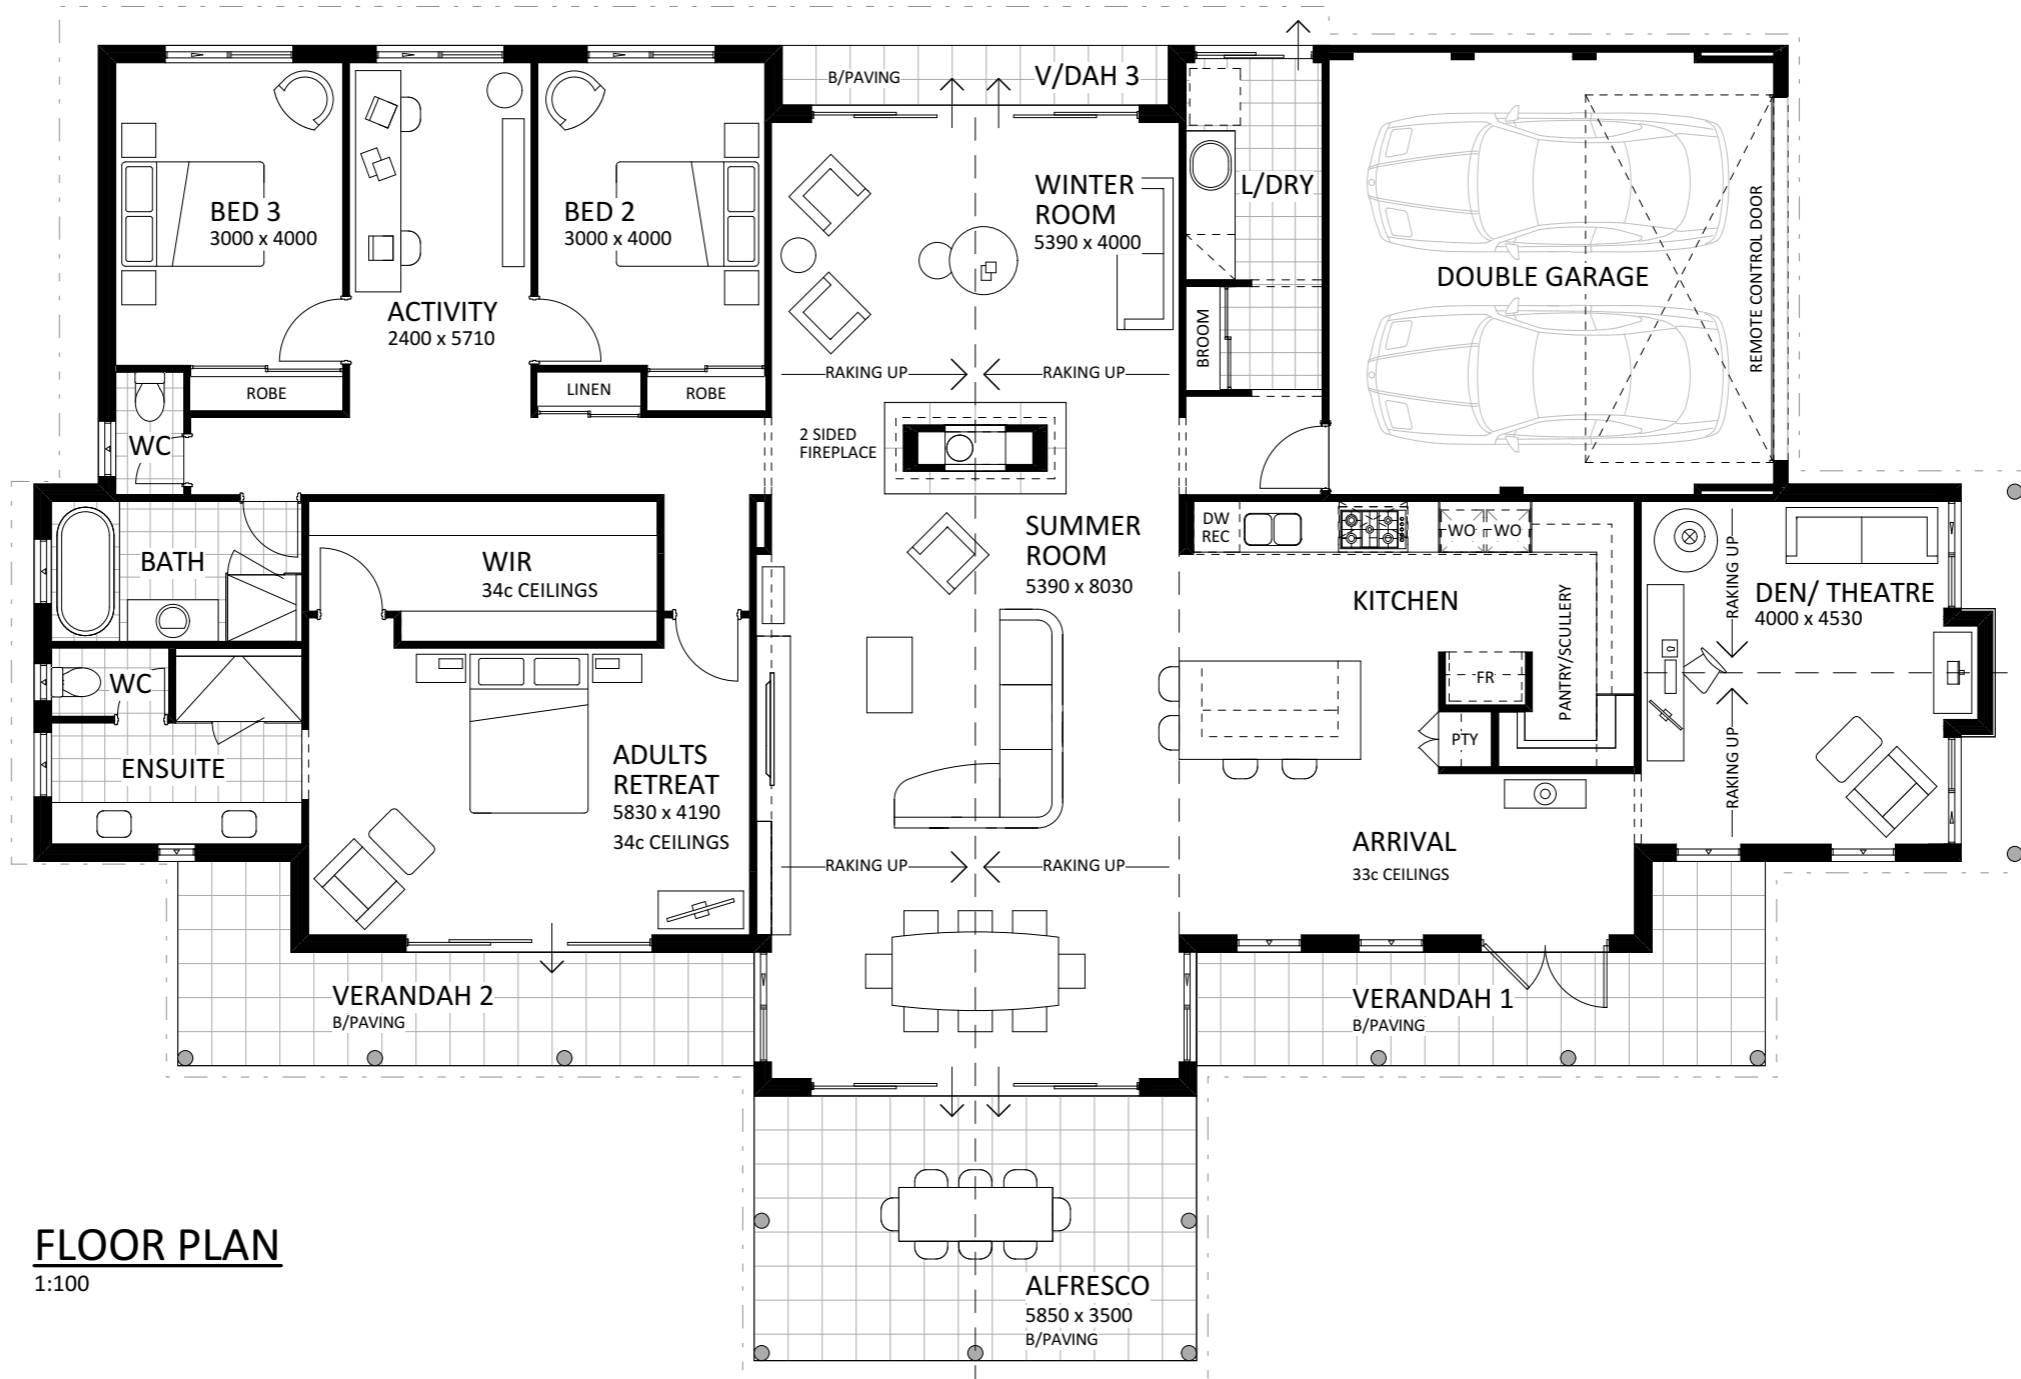 B/PAVING
V/DAH 3
BED 3
3000 x 4000
ACTIVITY
2400 x 5710
BED 2
3000 x 4000
WINTER
ROOM
5390 x 4000
L/DRY
BROOM
DOUBLE GARAGE
REMOTE CONTROL DOOR
ROBE
LINEN
ROBE
RAKING UP
RAKING UP
WC
2 SIDED
FIREPLACE
BATH
WIR
34c CEILINGS
SUMMER
ROOM
5390 x 8030
DW
REC
WO
WO
KITCHEN
PANTRY/SCULLERY
FR
PTY
RAKING UP
DEN/ THEATRE
4000 x 4530
RAKING UP
WC
ENSUITE
ADULTS
RETREAT
5830 x 4190
34c CEILINGS
RAKING UP
RAKING UP
ARRIVAL
33c CEILINGS
VERANDAH 2
B/PAVING
VERANDAH 1
B/PAVING
ALFRESCO
5850 x 3500
B/PAVING
FLOOR PLAN
1:100